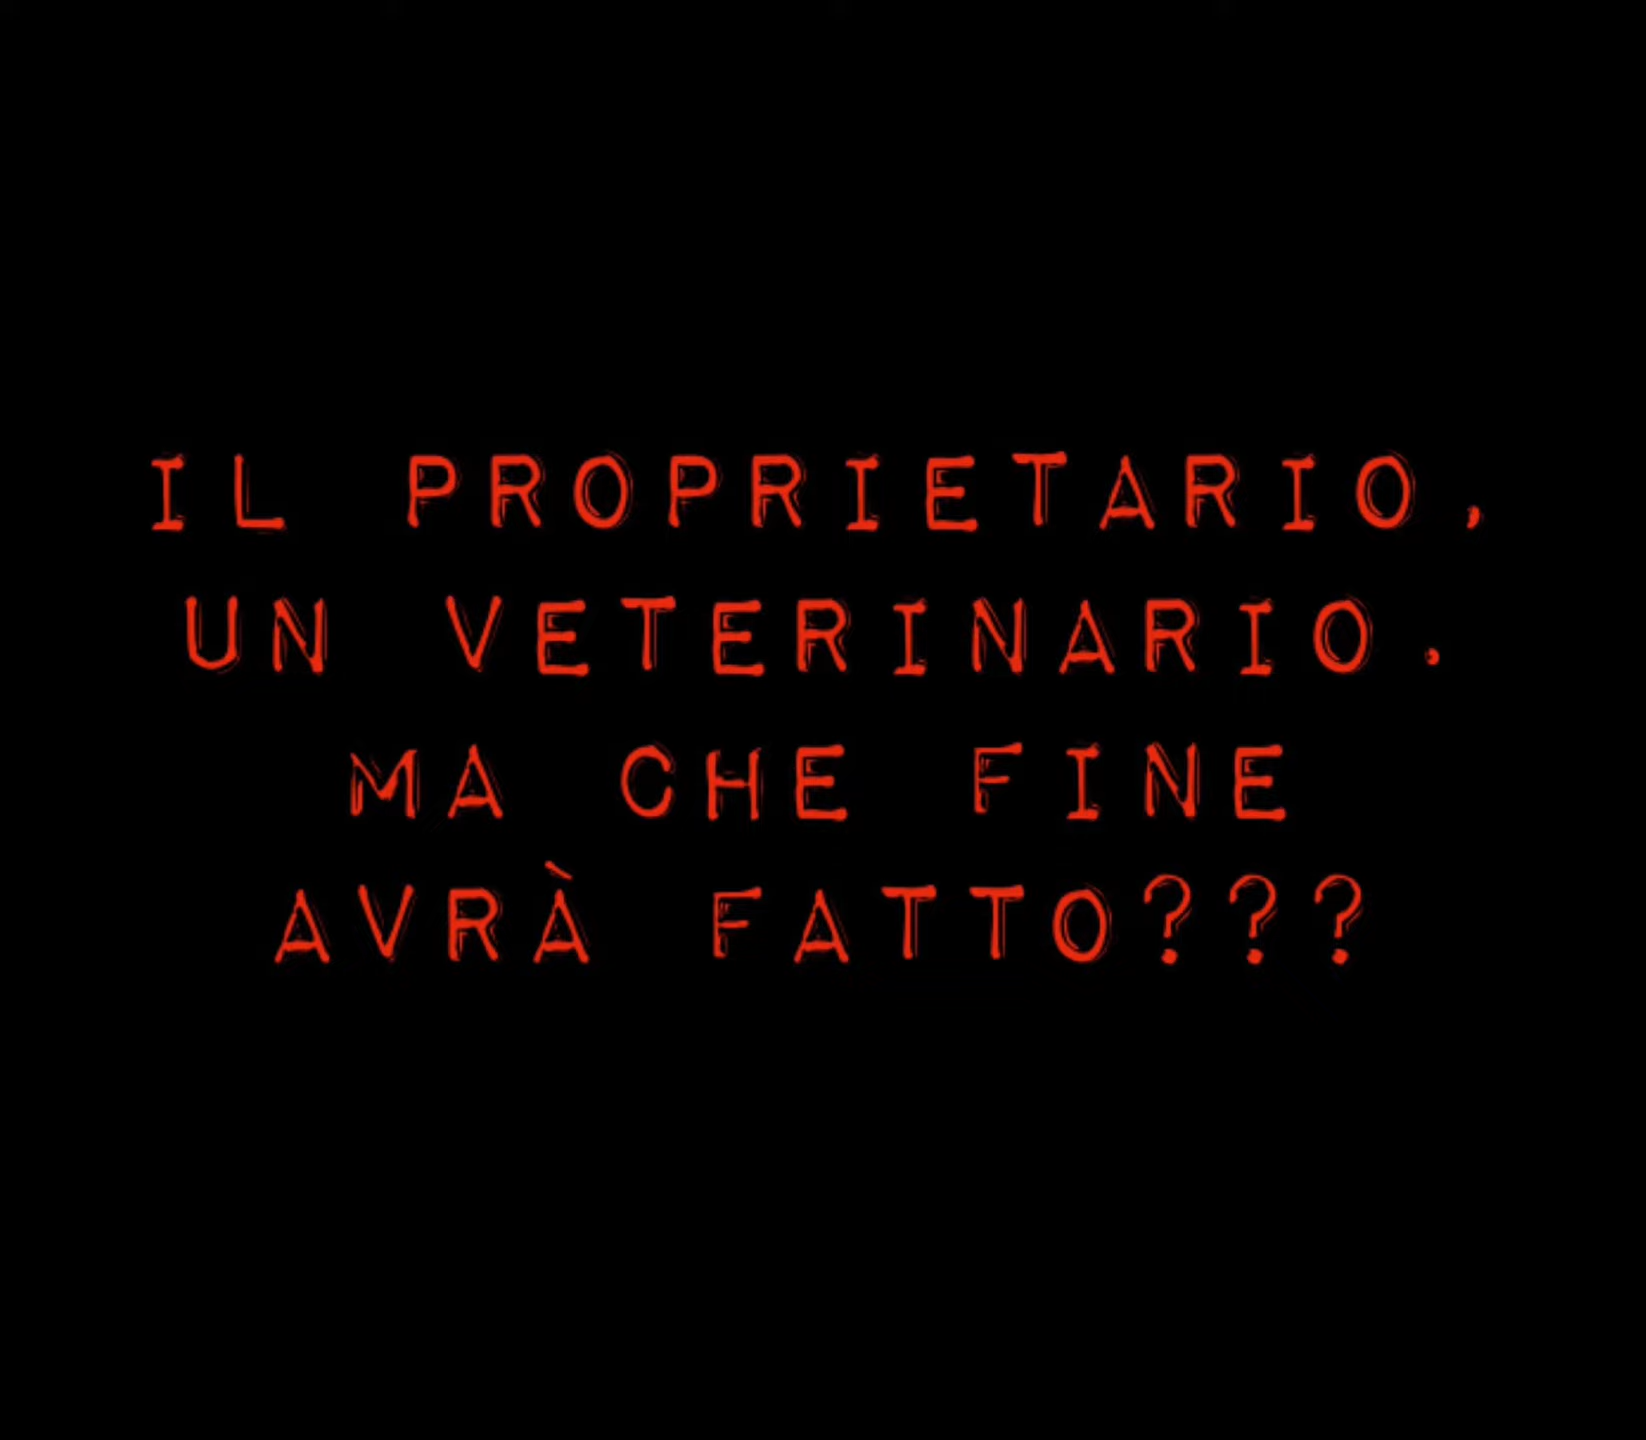 IL PROPRIETARIO,
UN VETERINARIO.
MA CHE FINE
AVRÀ FATTO???